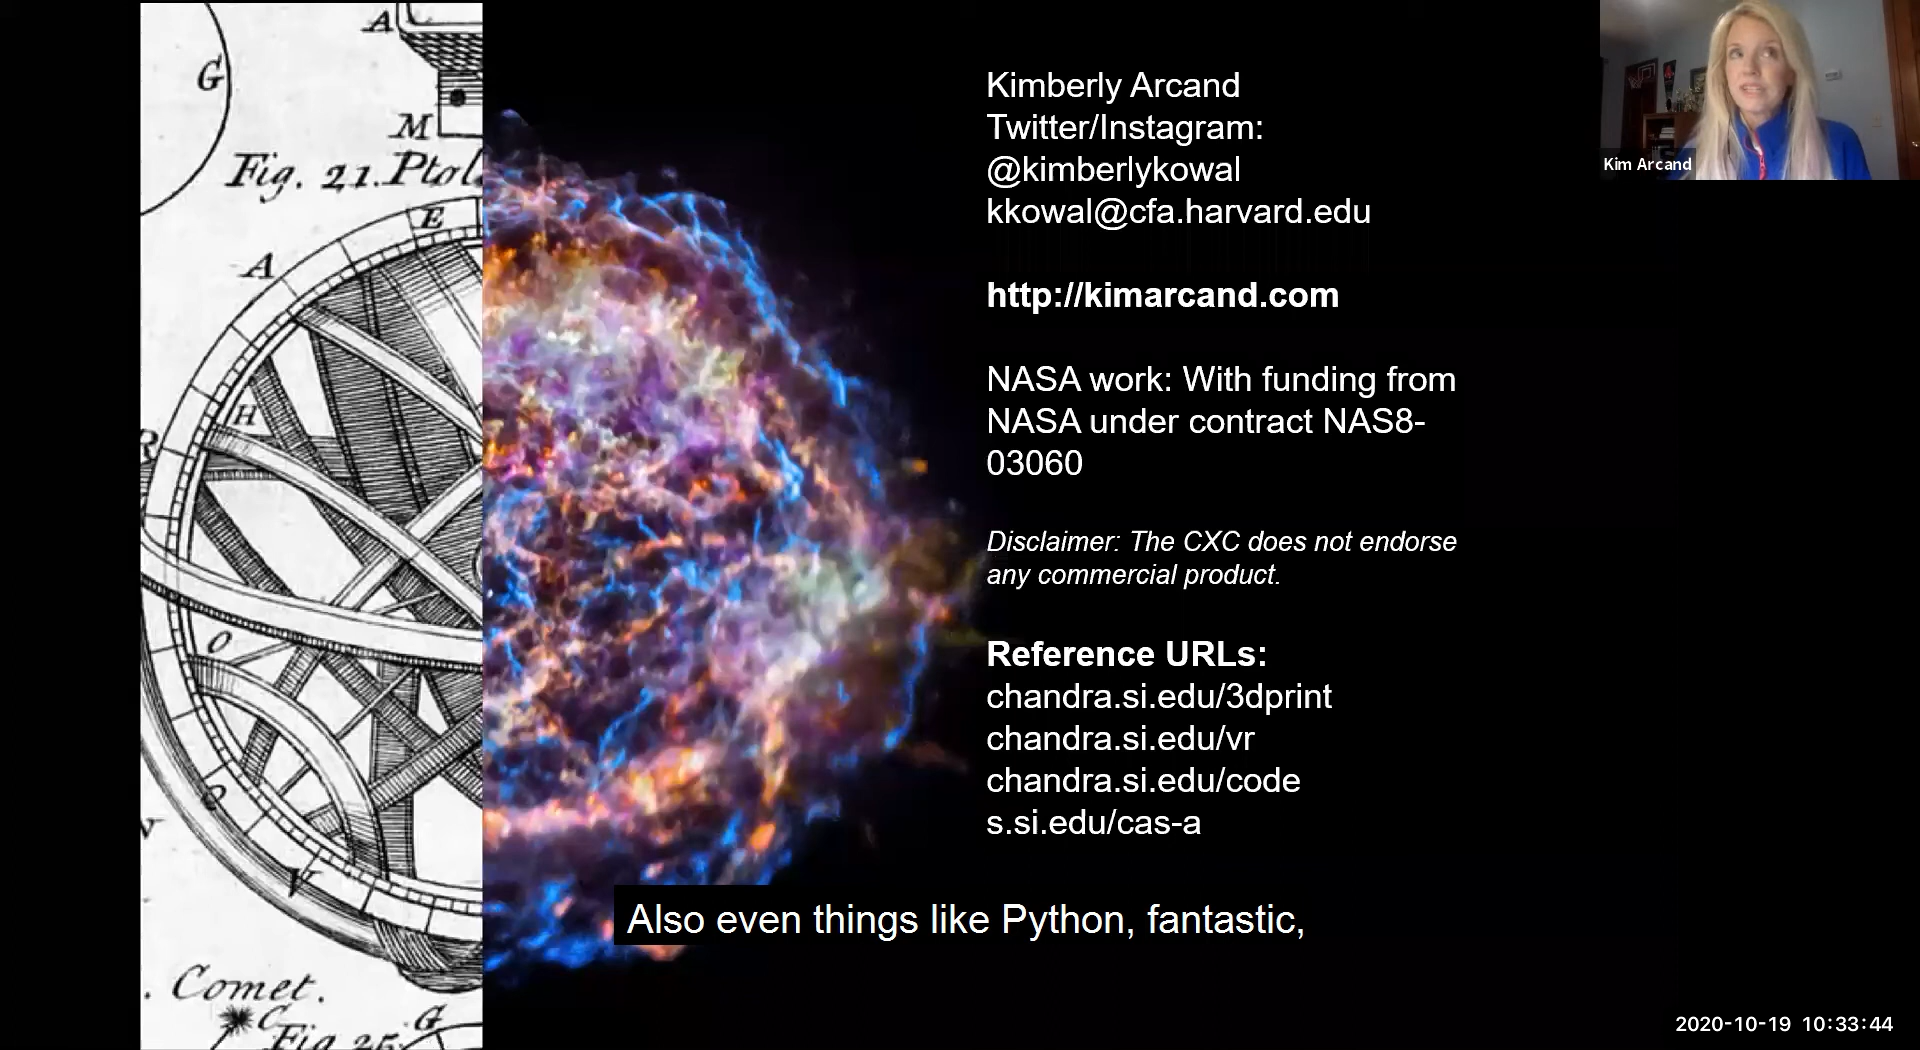 A
G
M
Fig. 21. Ptol
E
A
H
R
O
V
. Comet.
C
G
Fig. 25.
Kimberly Arcand
Twitter/Instagram:
@kimberlykowal
kkowal@cfa.harvard.edu
http://kimarcand.com
NASA work: With funding from
NASA under contract NAS8-
03060
Disclaimer: The CXC does not endorse
any commercial product.
Reference URLs:
chandra.si.edu/3dprint
chandra.si.edu/vr
chandra.si.edu/code
s.si.edu/cas-a
Also even things like Python, fantastic,
Kim Arcand
2020-10-19 10:33:44